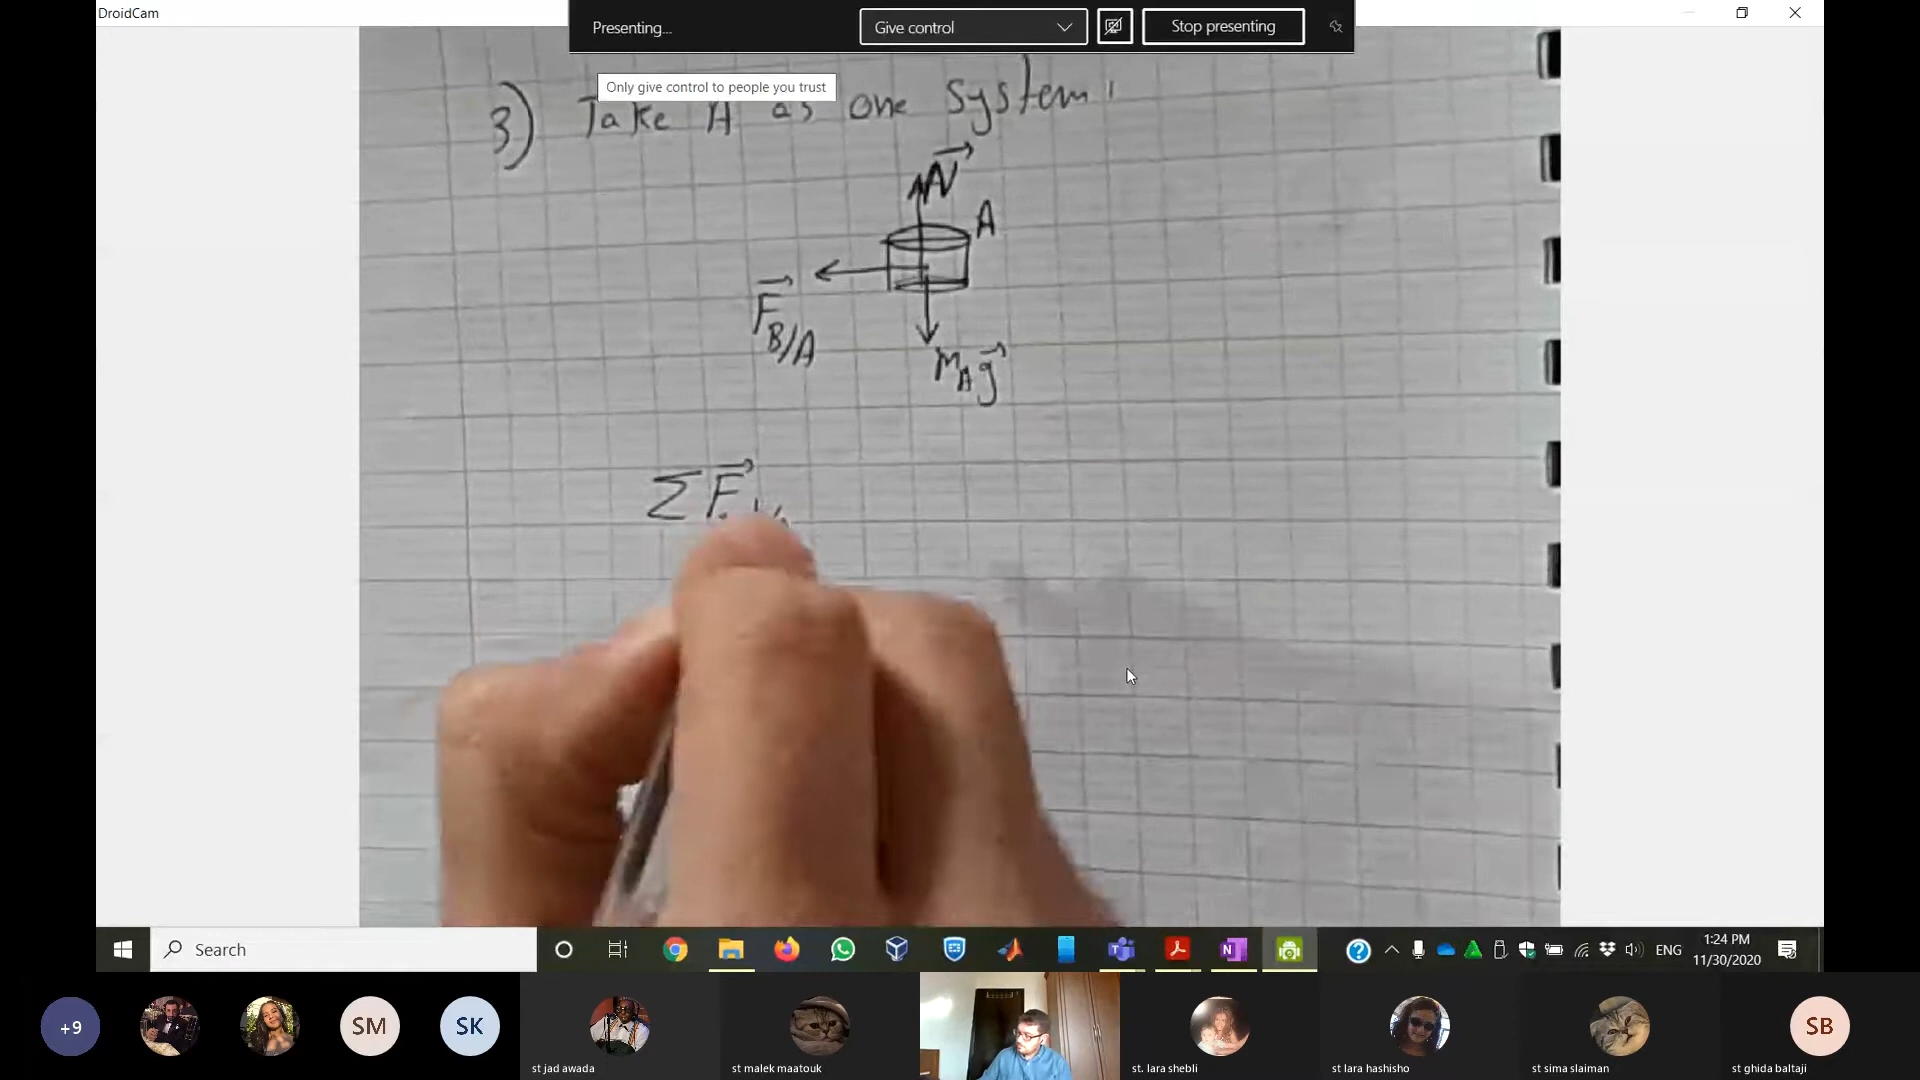 DroidCam
Presenting...
Give control
Stop presenting
Only give control to people you trust
3) Take A as one system:
N
A
F B/A
M_A g
Σ F
Search
ENG
1:24 PM
11/30/2020
+9
SM
SK
st jad awada
st malek maatouk
st. lara shebli
st lara hashisho
st sima slaiman
SB
st ghida baltaji